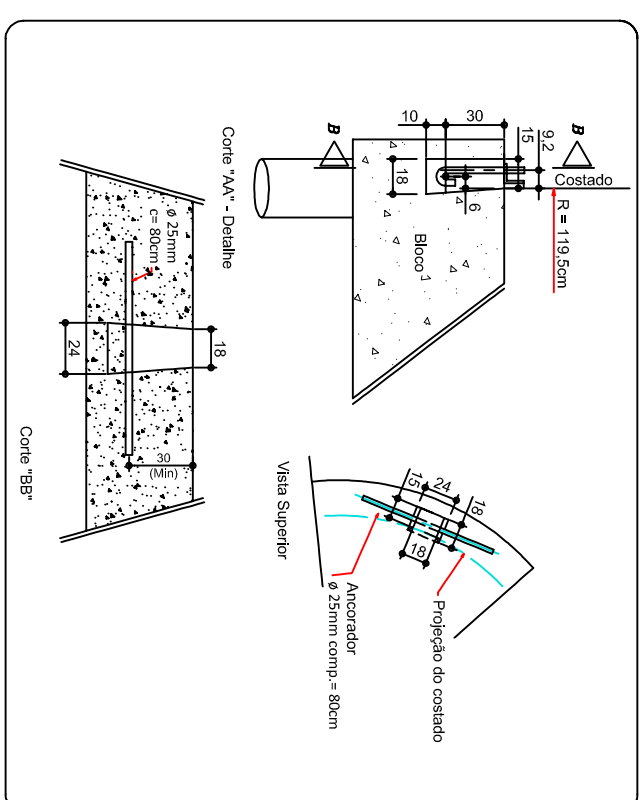 10
30
15
9,2
B
B
Costado
18
6
R = 119,5cm
Bloco 1
Corte "AA" - Detalhe
ø 25mm
c= 80cm
18
24
30
(Min)
Corte "BB"
15
24
18
18
Vista Superior
Projeção do costado
Ancorador
ø 25mm comp.= 80cm